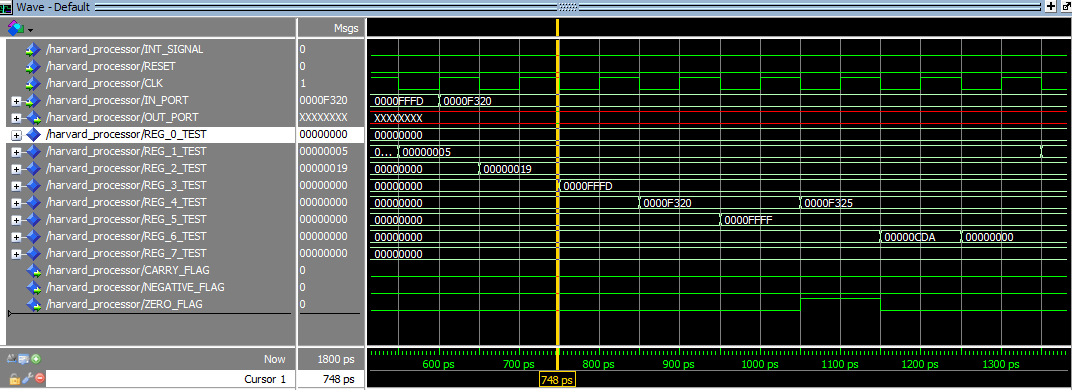 Wave - Default
Msgs
/harvard_processor/INT_SIGNAL 0
/harvard_processor/RESET 0
/harvard_processor/CLK 1
/harvard_processor/IN_PORT 0000F320 0000FFFD 0000F320
/harvard_processor/OUT_PORT XXXXXXXX XXXXXXXX
/harvard_processor/REG_0_TEST 00000000 00000000
/harvard_processor/REG_1_TEST 00000005 0... 00000005
/harvard_processor/REG_2_TEST 00000019 00000000 00000019
/harvard_processor/REG_3_TEST 00000000 00000000 0000FFFD
/harvard_processor/REG_4_TEST 00000000 00000000 0000F320 0000F325
/harvard_processor/REG_5_TEST 00000000 00000000 0000FFFF
/harvard_processor/REG_6_TEST 00000000 00000000 00000CDA 00000000
/harvard_processor/REG_7_TEST 00000000 00000000
/harvard_processor/CARRY_FLAG 0
/harvard_processor/NEGATIVE_FLAG 0
/harvard_processor/ZERO_FLAG 0
Now 1800 ps 600 ps 700 ps 800 ps 900 ps 1000 ps 1100 ps 1200 ps 1300 ps
Cursor 1 748 ps 748 ps